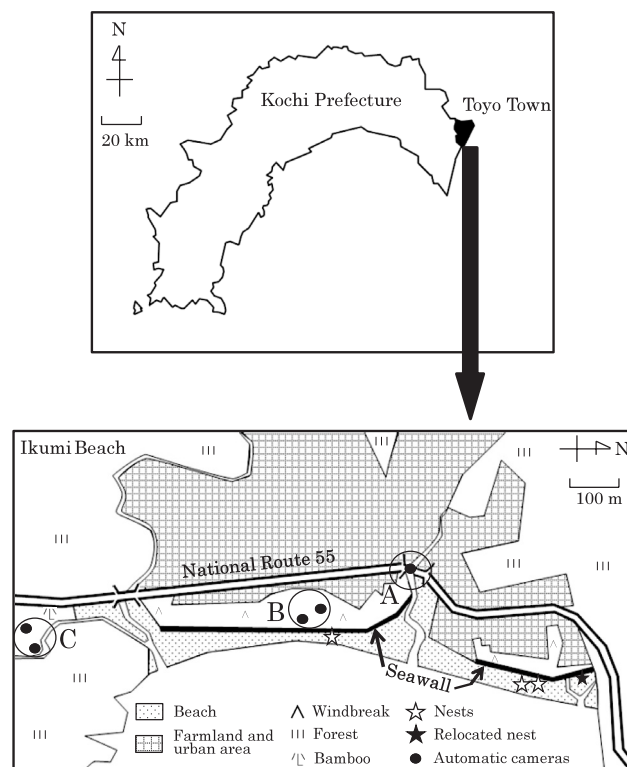 N
Kochi Prefecture
Toyo Town
20 km
Ikumi Beach
N
100 m
National Route 55
A
B
C
Seawall
Beach
Windbreak
Nests
Farmland and
urban area
Forest
Relocated nest
Bamboo
Automatic cameras